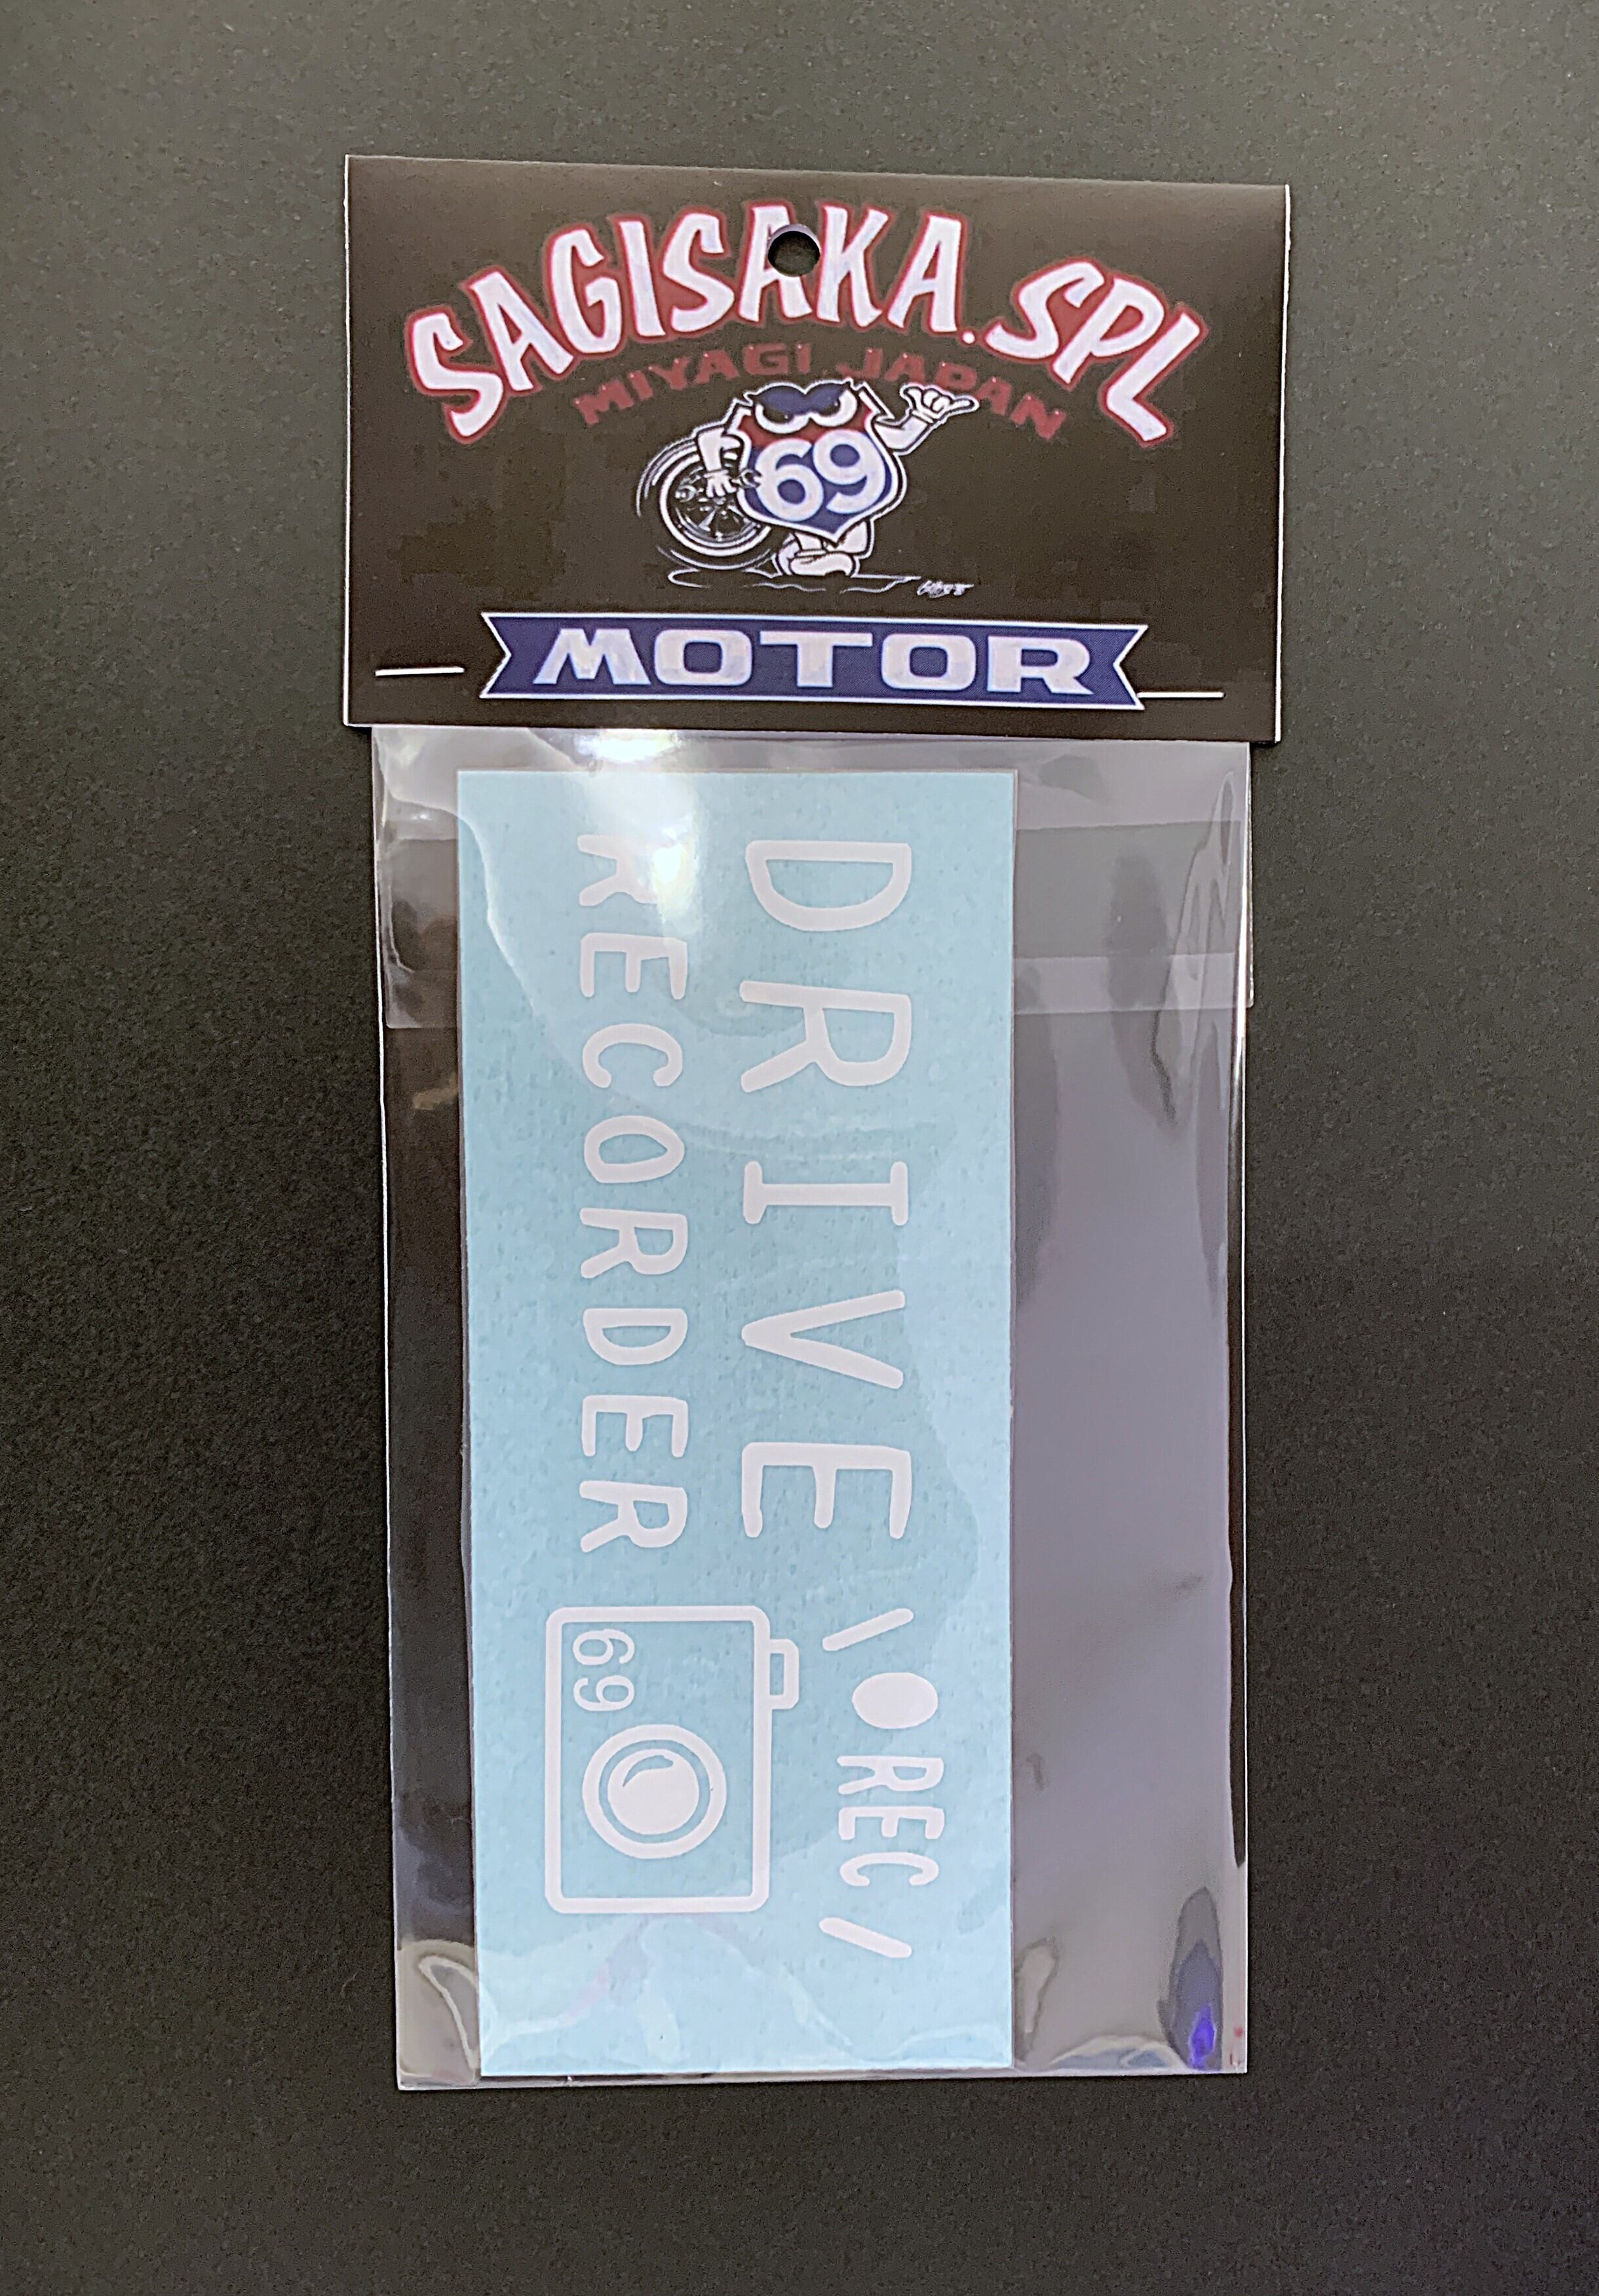 SAGISAKA.SPL
MIYAGI JAPAN
69
MOTOR
DRIVE
●REC
RECORDER
69